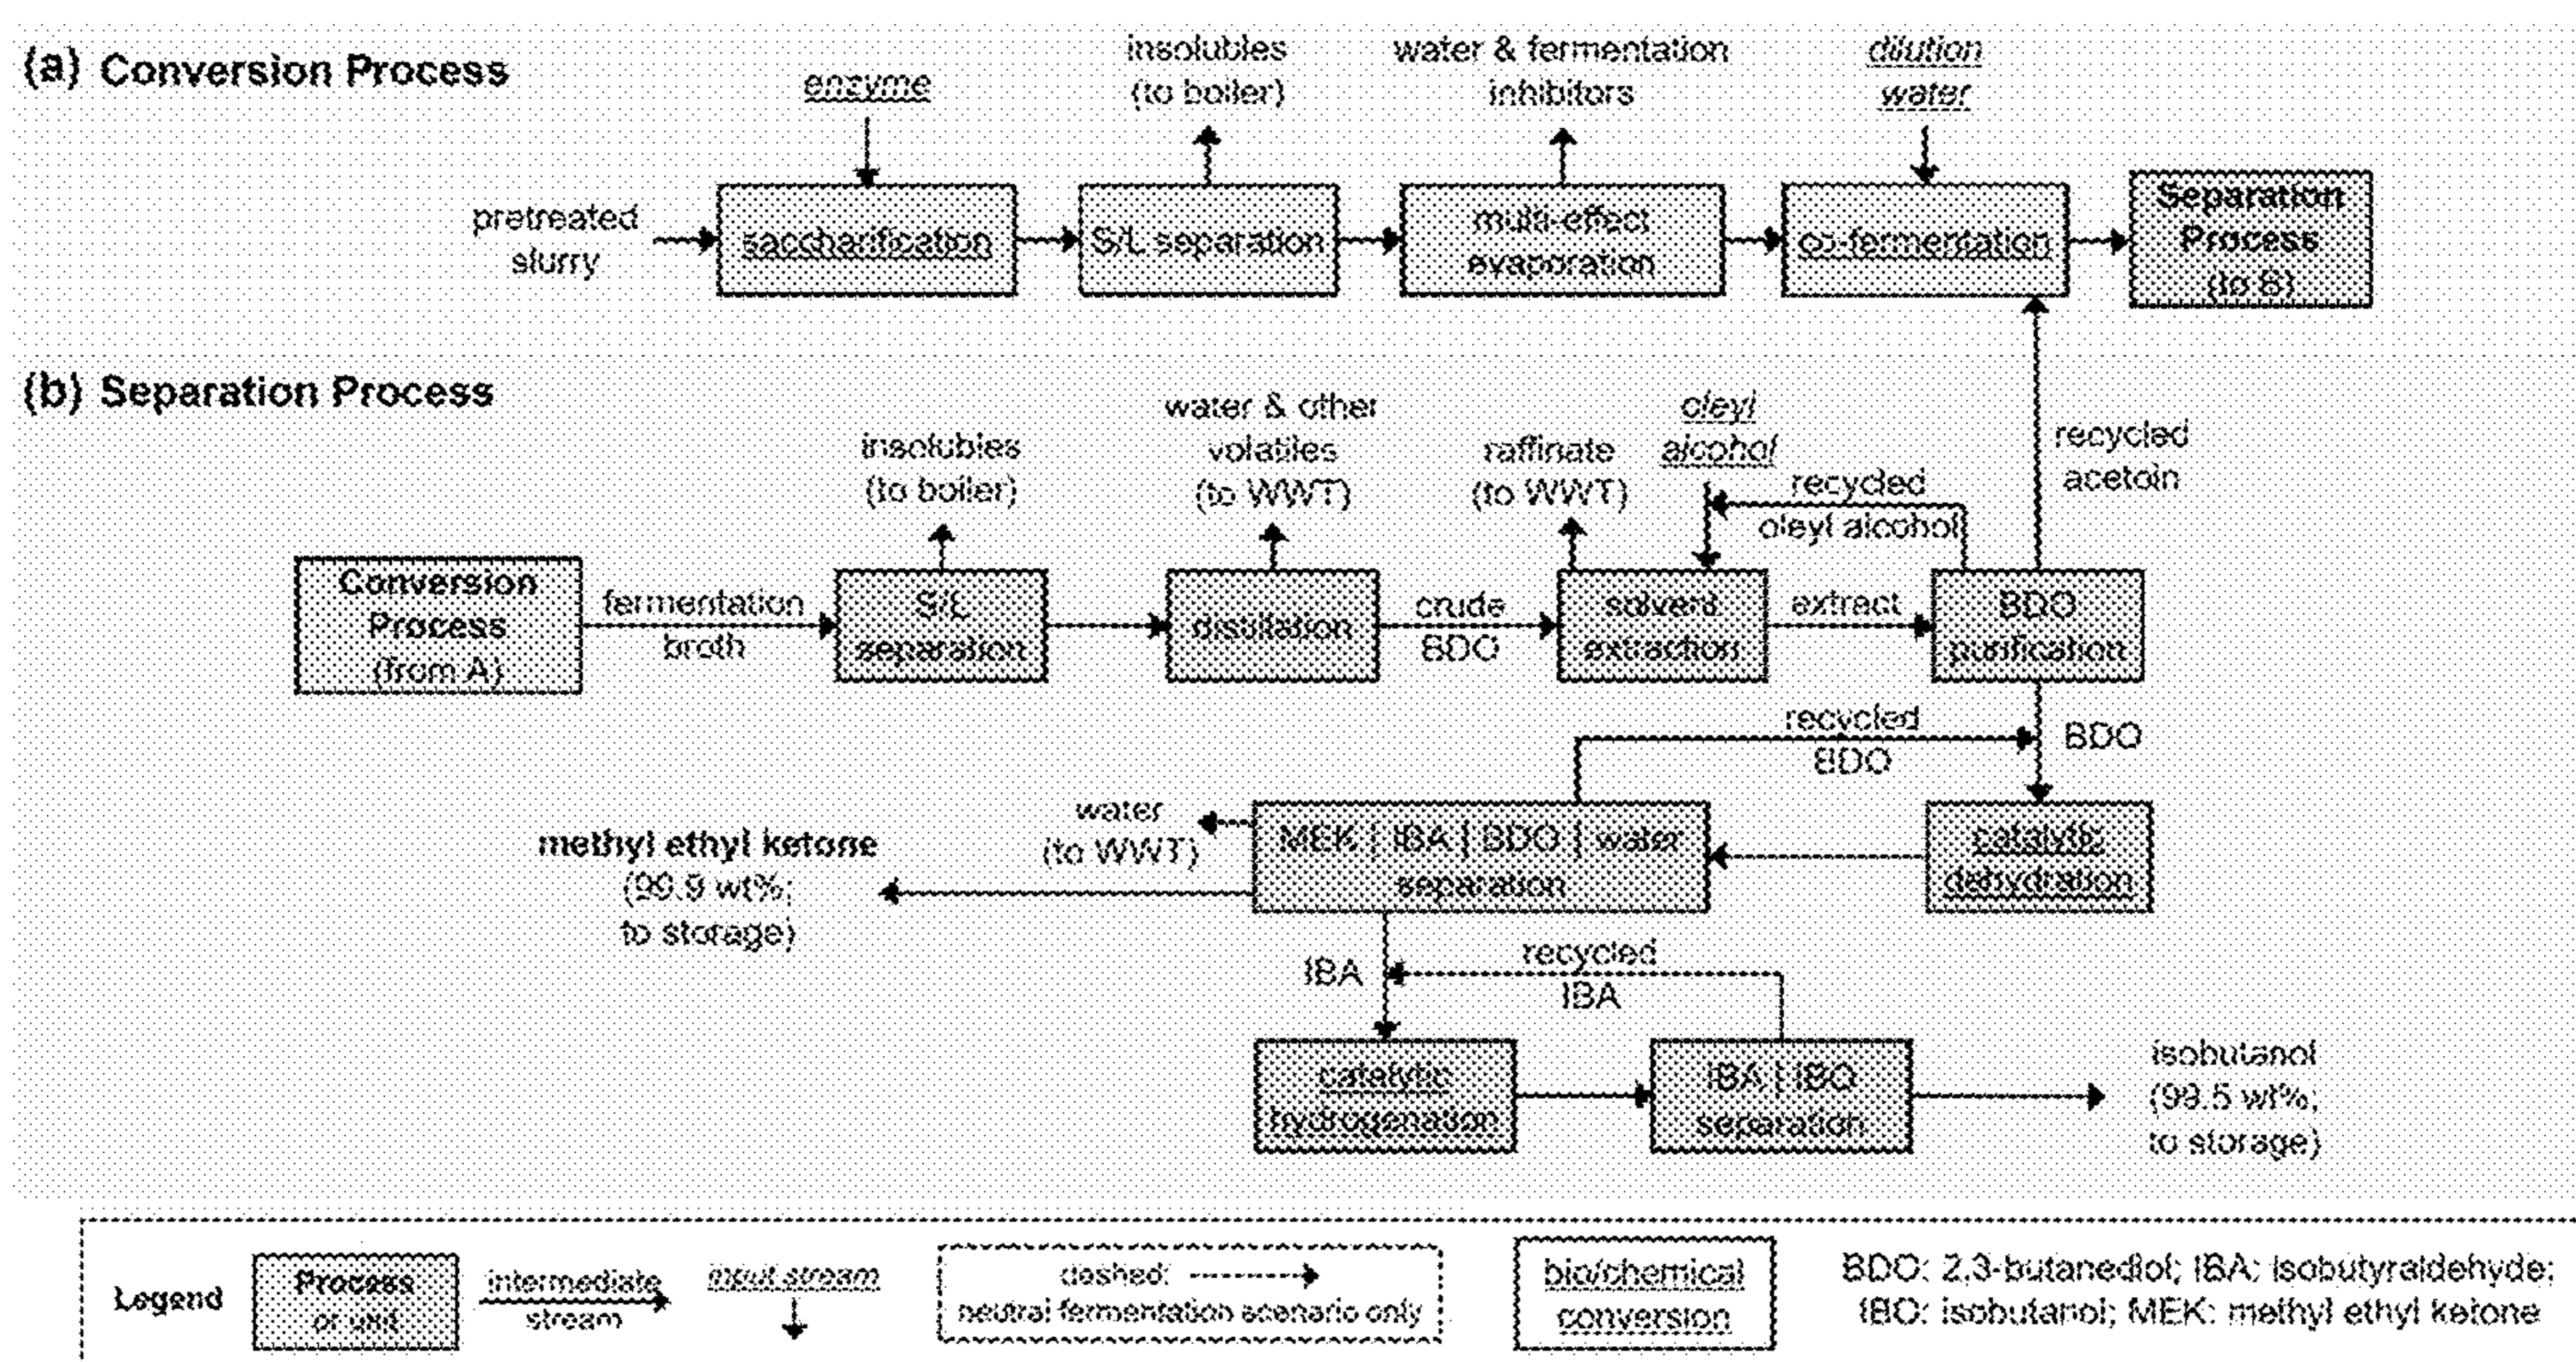 (a) Conversion Process
enzyme
insolubles
(to boiler)
water & fermentation
inhibitors
dilution
water
pretreated
slurry
saccharification
S/L separation
multi-effect
evaporation
co-fermentation
Separation
Process
(to B)
(b) Separation Process
insolubles
(to boiler)
water & other
volatiles
(to WWT)
raffinate
(to WWT)
oleyl
alcohol
recycled
oleyl alcohol
recycled
acetoin
Conversion
Process
(from A)
fermentation
broth
S/L
separation
distillation
crude
BDO
solvent
extraction
extract
BDO
purification
recycled
BDO
BDO
methyl ethyl ketone
(99.9 wt%;
to storage)
water
(to WWT)
MEK | IBA | BDO | water
separation
catalytic
dehydration
IBA
recycled
IBA
catalytic
hydrogenation
IBA | IBO
separation
isobutanol
(99.5 wt%;
to storage)
Legend
Process
or unit
intermediate
stream
input stream
dashed:
neutral fermentation scenario only
bio/chemical
conversion
BDO: 2,3-butanediol; IBA: isobutyraldehyde;
IBO: isobutanol; MEK: methyl ethyl ketone